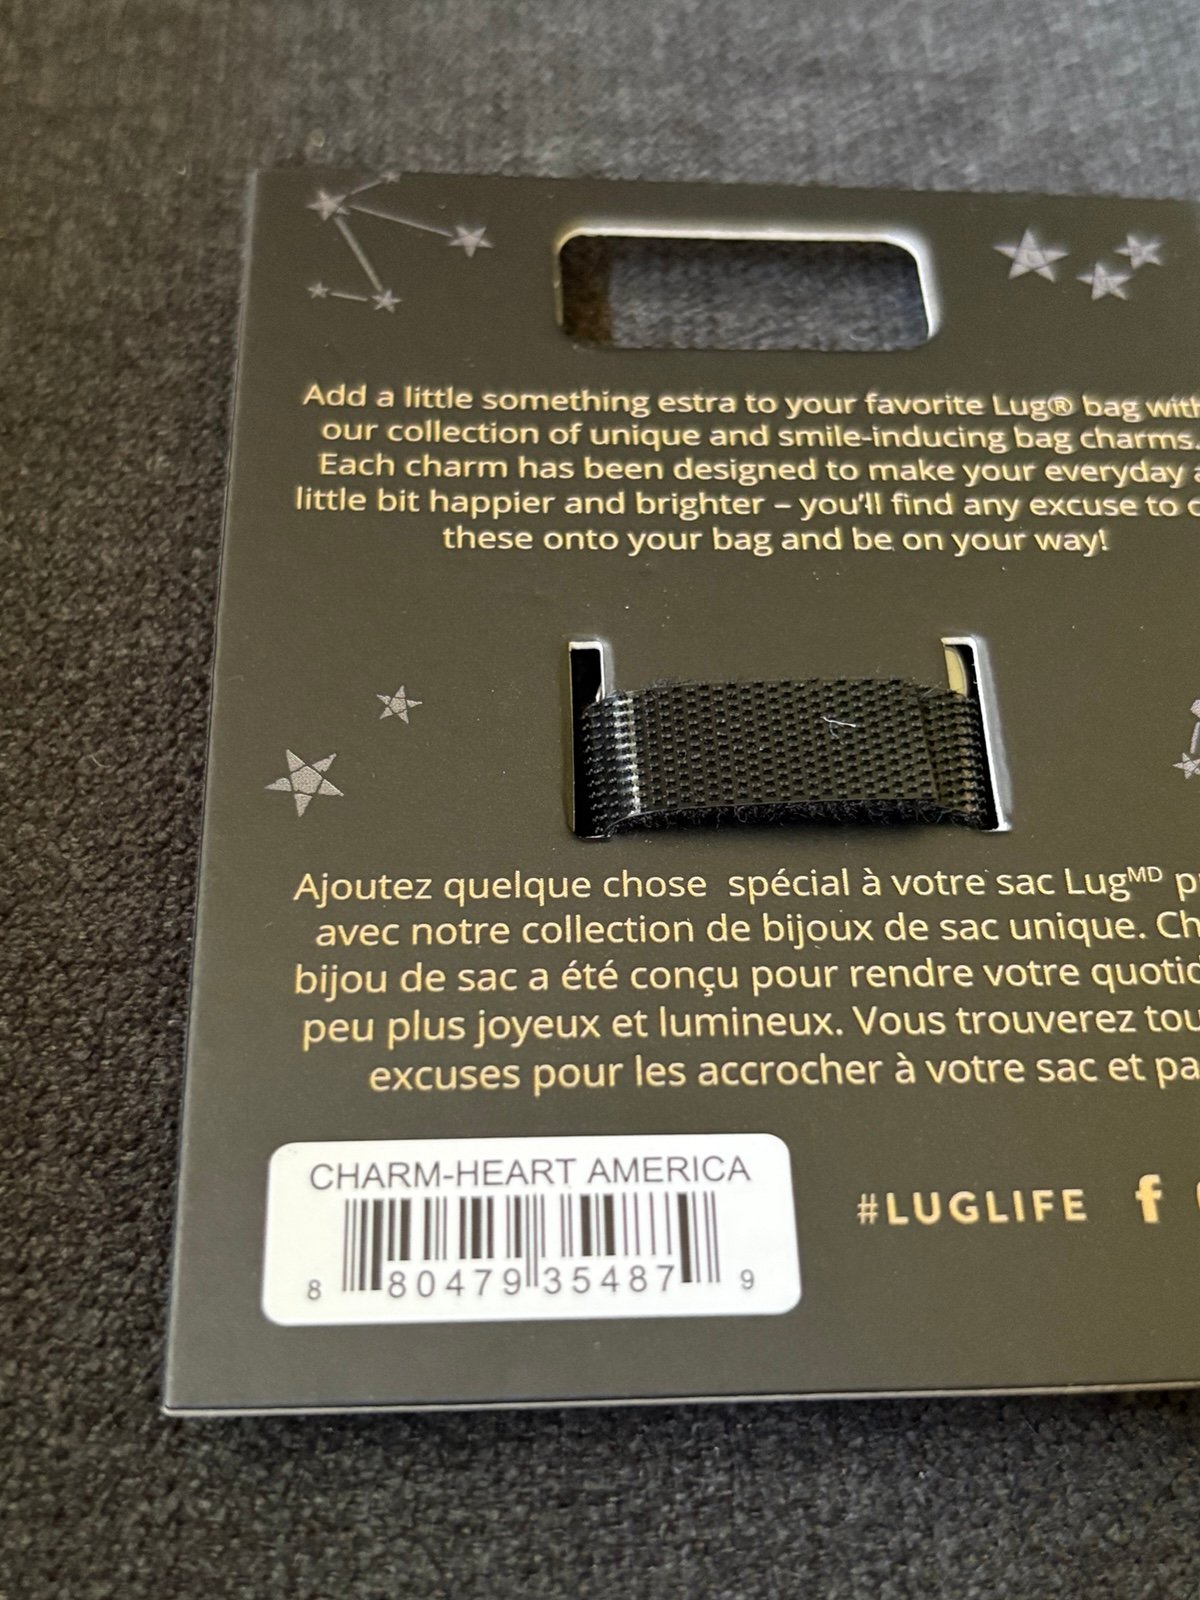 Add a little something estra to your favorite Lug® bag with
our collection of unique and smile-inducing bag charms.
Each charm has been designed to make your everyday a
little bit happier and brighter – you'll find any excuse to
these onto your bag and be on your way!
Ajoutez quelque chose spécial à votre sac Lugᴹᴰ
avec notre collection de bijoux de sac unique.
bijou de sac a été conçu pour rendre votre
peu plus joyeux et lumineux. Vous trouverez
excuses pour les accrocher à votre sac et
CHARM-HEART AMERICA
8 80479 35487 9
#LUGLIFE f